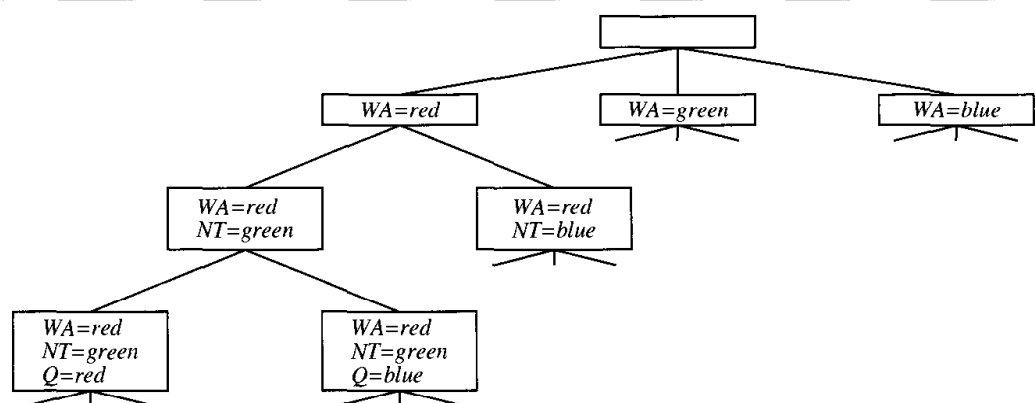 WA=red
WA=green
WA=blue
WA=red
NT=green
WA=red
NT=blue
WA=red
NT=green
Q=red
WA=red
NT=green
Q=blue